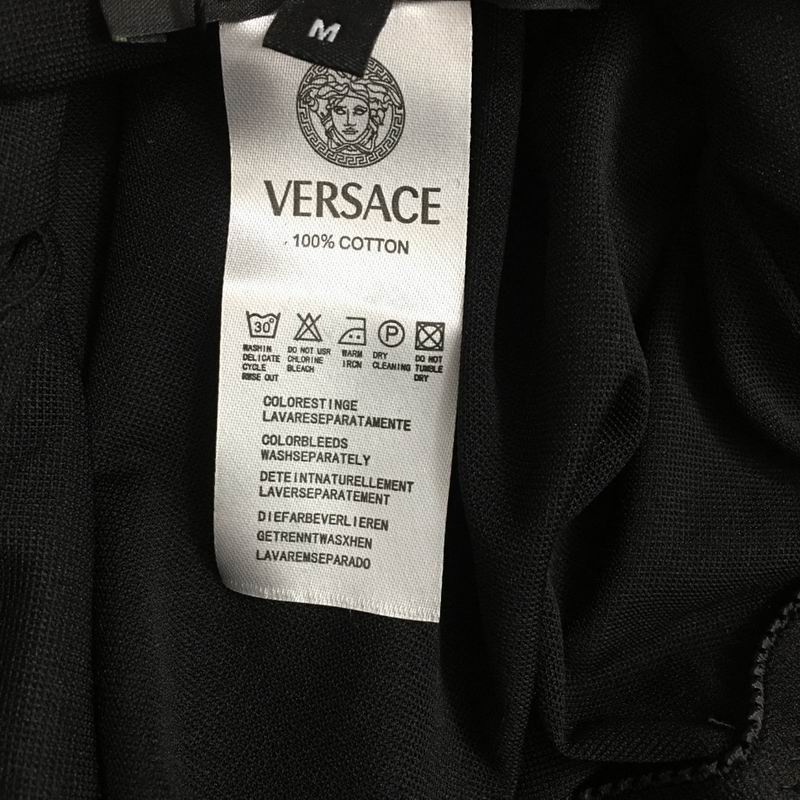 M
VERSACE
100% COTTON
30°
P
WASHIN DELICATE CYCLE RINSE OUT
DO NOT USR CHLORINE BLEACH
WARM IRCN
DRY CLEANING
DO NOT TUMBLE DRY
COLORESTINGE
LAVARESEPARATAMENTE
COLORBLEEDS
WASHSEPARATELY
DETEINTNATURELLEMENT
LAVERSEPARATEMENT
DIEFARBEVERLIEREN
GETRENNTWASXHEN
LAVAREMSEPARADO